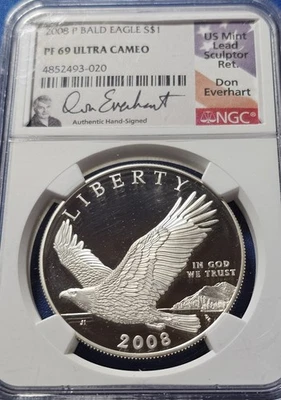 2008 P BALD EAGLE S$1
PF 69 ULTRA CAMEO
4852493-020
Don Everhart
Authentic Hand-Signed
US Mint
Lead
Sculptor
Ret.
Don
Everhart
NGC
LIBERTY
IN GOD
WE TRUST
2008